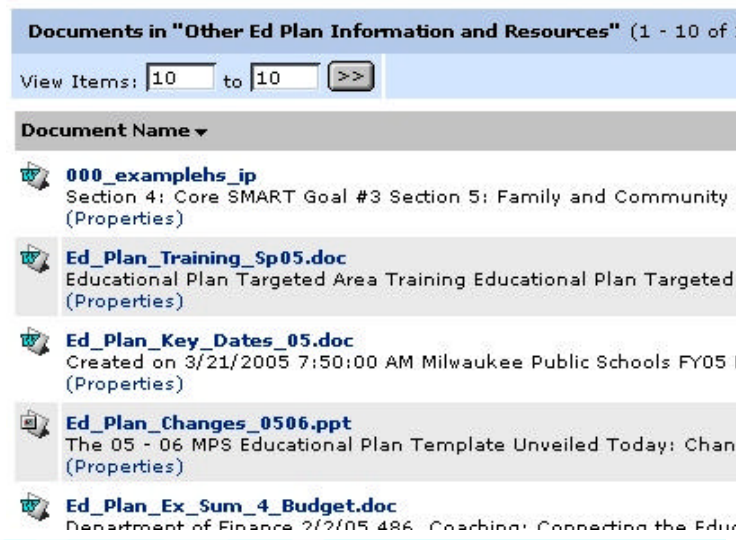 Documents in "Other Ed Plan Information and Resources" (1 - 10 of
View Items: 10 to 10 >>
Document Name
000_examplehs_ip
Section 4: Core SMART Goal #3 Section 5: Family and Community
(Properties)
Ed_Plan_Training_Sp05.doc
Educational Plan Targeted Area Training Educational Plan Targeted
(Properties)
Ed_Plan_Key_Dates_05.doc
Created on 3/21/2005 7:50:00 AM Milwaukee Public Schools FY05
(Properties)
Ed_Plan_Changes_0506.ppt
The 05 - 06 MPS Educational Plan Template Unveiled Today: Chan
(Properties)
Ed_Plan_Ex_Sum_4_Budget.doc
Department of Finance 2/2/05 486. Coaching: Connecting the Educ